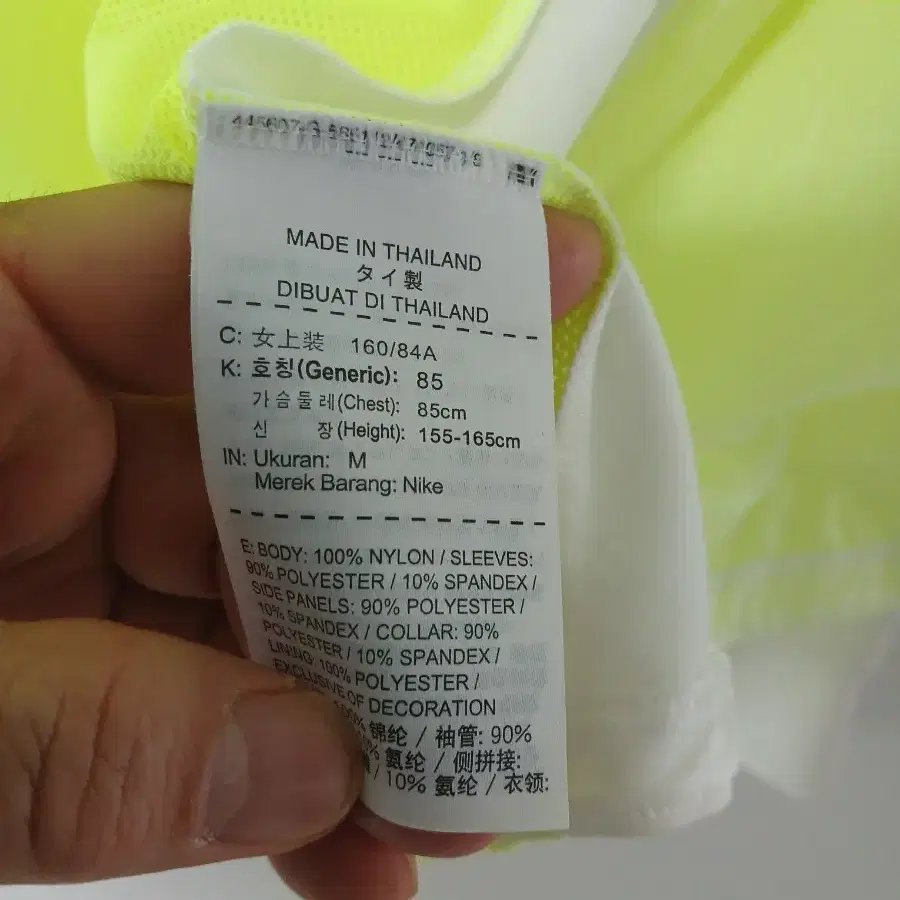 MADE IN THAILAND
タイ製
DIBUAT DI THAILAND
C: 女上装 160/84A
K: 호칭(Generic): 85
가슴둘레(Chest): 85cm
신 장(Height): 155-165cm
IN: Ukuran: M
Merek Barang: Nike
E: BODY: 100% NYLON / SLEEVES:
90% POLYESTER / 10% SPANDEX /
SIDE PANELS: 90% POLYESTER /
10% SPANDEX / COLLAR: 90%
POLYESTER / 10% SPANDEX /
LINING: 100% POLYESTER /
EXCLUSIVE OF DECORATION
100% 锦纶 / 袖管: 90%
氨纶 / 侧拼接:
/ 10% 氨纶 / 衣领: